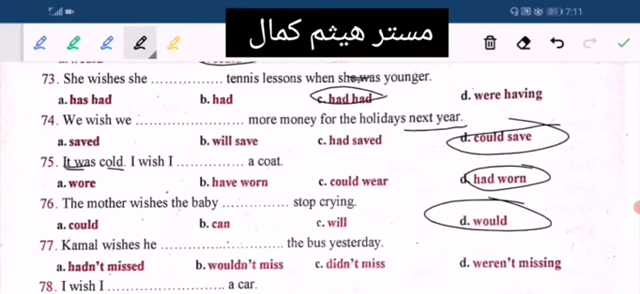 7:11
مستر هيثم كمال
73. She wishes she .............. tennis lessons when she was younger.
a. has had b. had c. had had d. were having
74. We wish we ..................... more money for the holidays next year.
a. saved b. will save c. had saved d. could save
75. It was cold. I wish I .............. a coat.
a. wore b. have worn c. could wear d. had worn
76. The mother wishes the baby .............. stop crying.
a. could b. can c. will d. would
77. Kamal wishes he .......................... the bus yesterday.
a. hadn't missed b. wouldn't miss c. didn't miss d. weren't missing
78. I wish I ........................ a car.